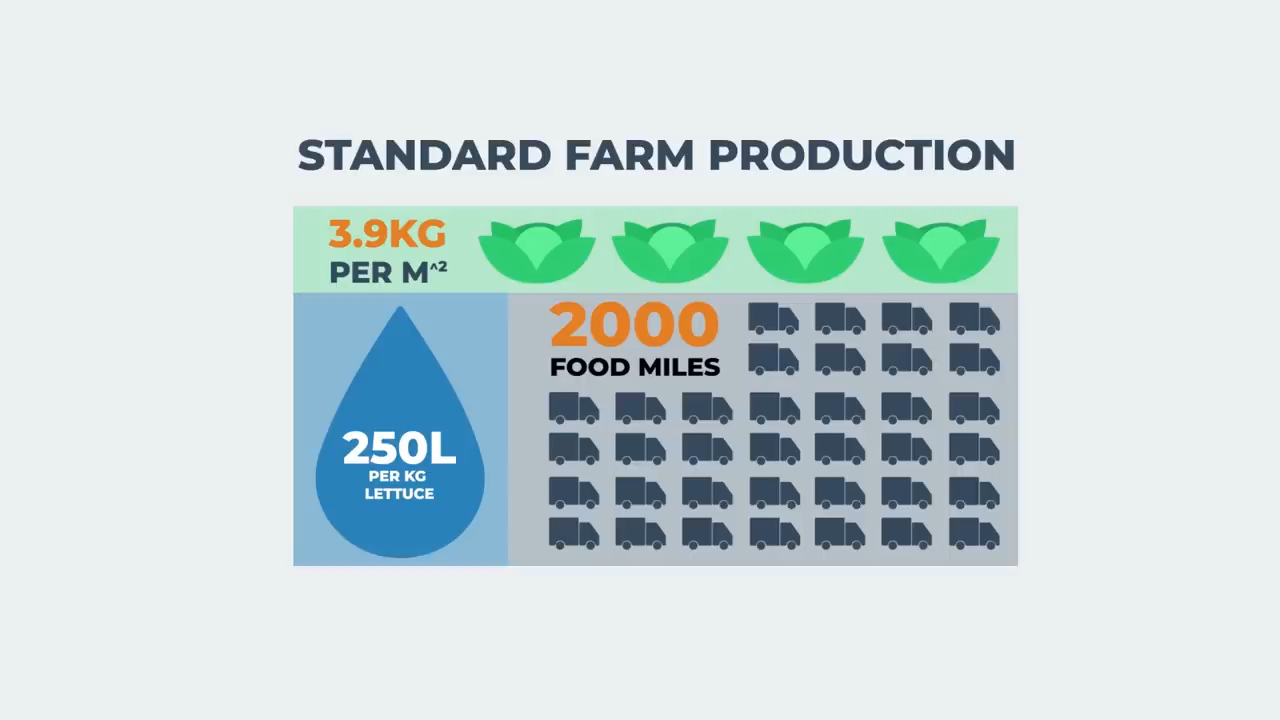 STANDARD FARM PRODUCTION
3.9KG
PER M^2
2000
FOOD MILES
250L
PER KG
LETTUCE